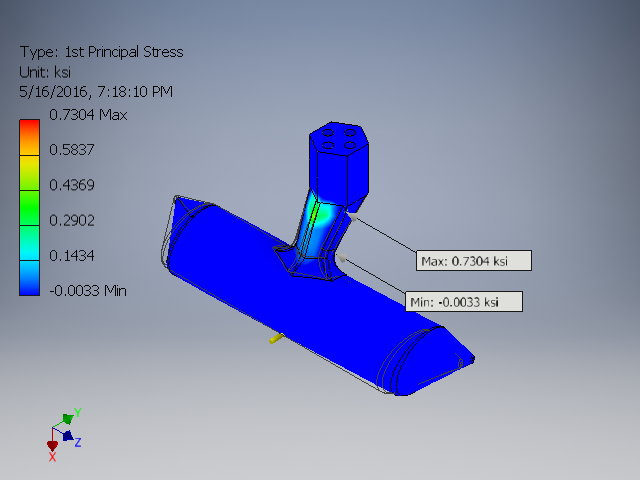 Type: 1st Principal Stress
Unit: ksi
5/16/2016, 7:18:10 PM
0.7304 Max
0.5837
0.4369
0.2902
0.1434
-0.0033 Min
Max: 0.7304 ksi
Min: -0.0033 ksi
Y
Z
X